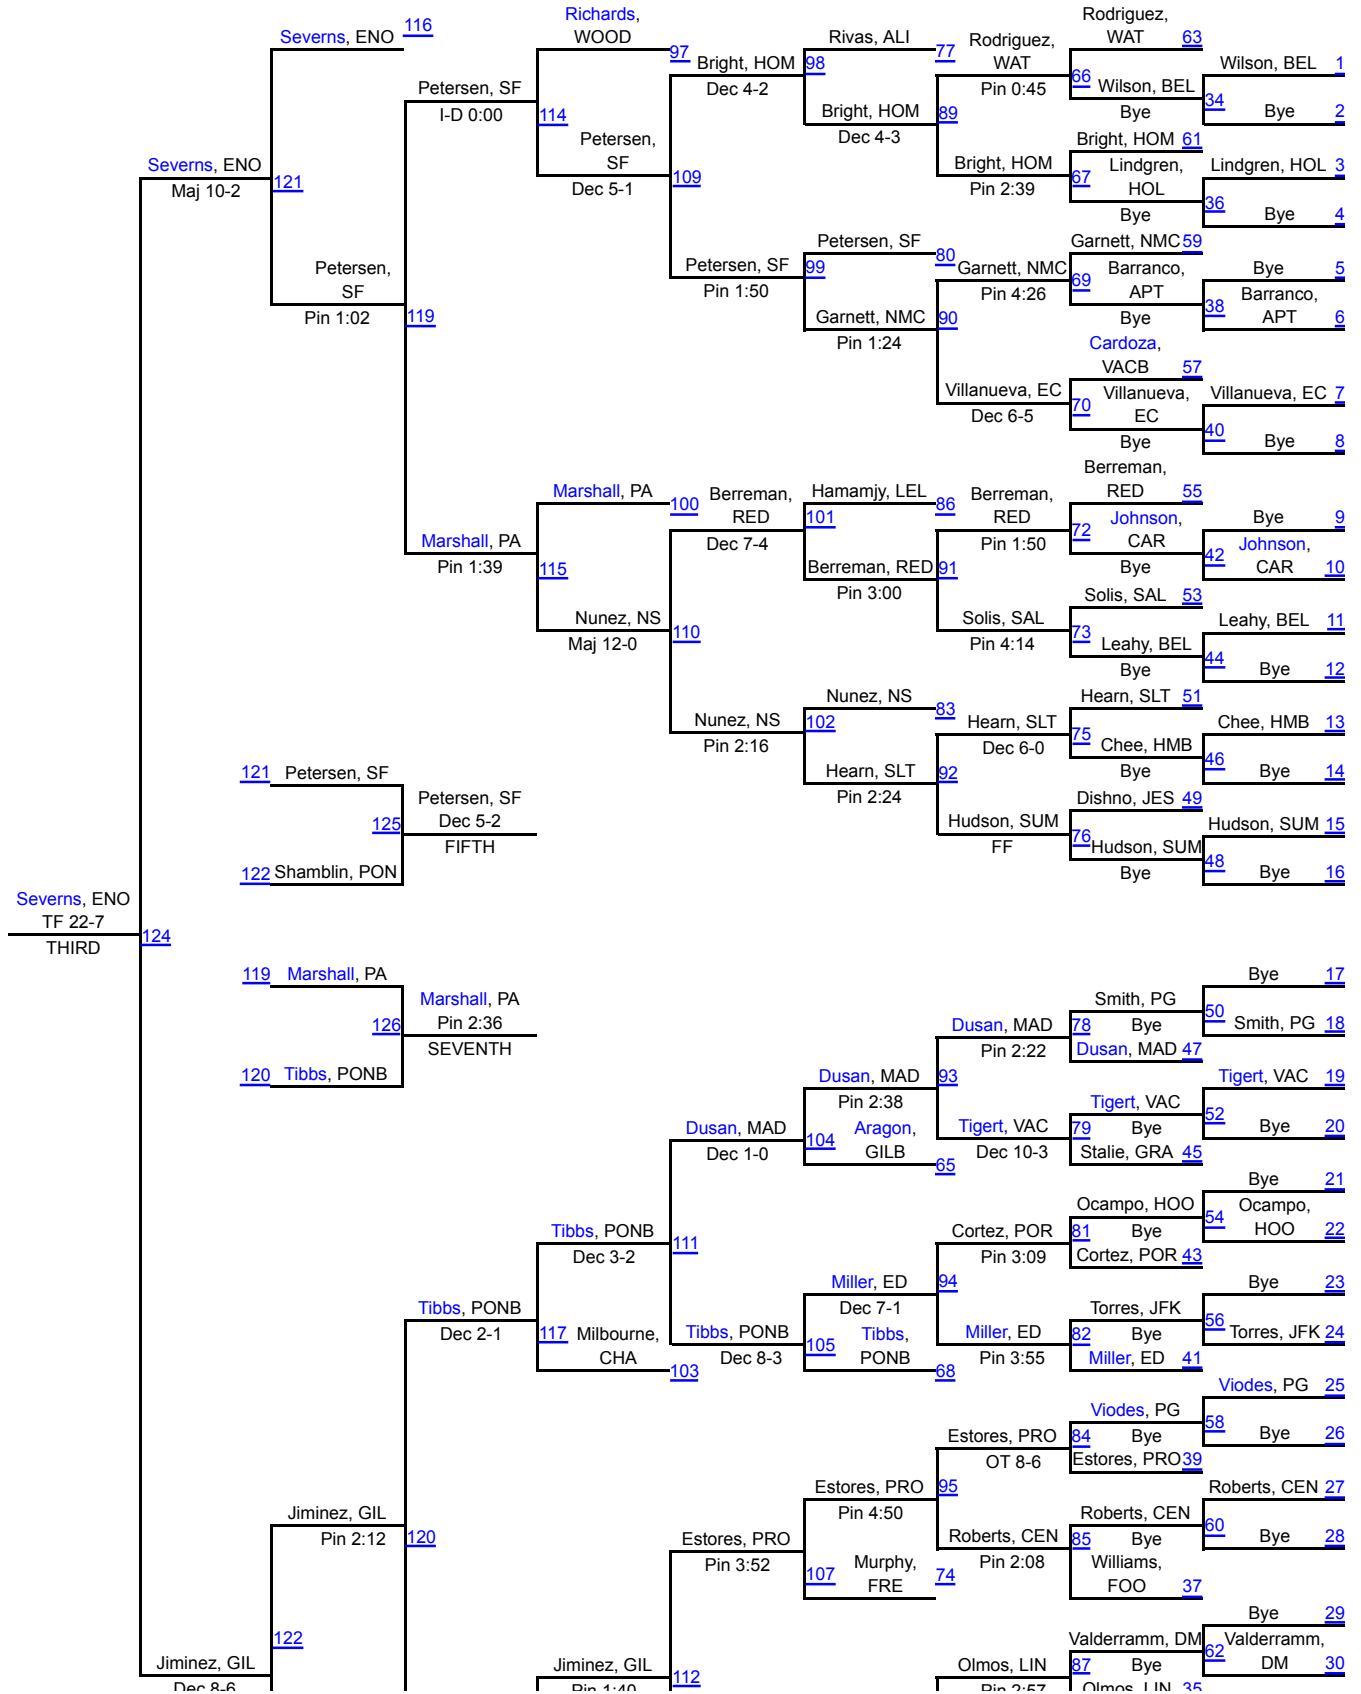 Severns, ENO 116
Richards,
WOOD
97
Rivas, ALI 77
Rodriguez,
WAT
Pin 0:45
Rodriguez,
WAT 63
Wilson, BEL 1
66 Wilson, BEL
Bye
34 Bye 2
Petersen, SF
I-D 0:00
Bright, HOM
Dec 4-2
98
Bright, HOM
Dec 4-3
89
114
Petersen,
SF
Dec 5-1
Bright, HOM 61
Bright, HOM
Pin 2:39
67 Lindgren,
HOL
Bye
Lindgren, HOL 3
36 Bye 4
Severns, ENO
Maj 10-2
121
109
Petersen, SF 80
Petersen, SF
Pin 1:50
99
Garnett, NMC
Pin 1:24
90
Garnett, NMC
Pin 4:26
Garnett, NMC 59
69 Barranco,
APT
Bye
Bye 5
38 Barranco,
APT 6
Petersen,
SF
Pin 1:02
119
Cardoza,
VACB 57
Villanueva, EC
Dec 6-5
70 Villanueva,
EC
Bye
Villanueva, EC 7
40 Bye 8
Marshall, PA 100
Berreman,
RED
Dec 7-4
Hamamjy, LEL 86
101
Berreman, RED
Pin 3:00
91
Berreman,
RED
Pin 1:50
Berreman,
RED 55
72 Johnson,
CAR
Bye
Bye 9
42 Johnson,
CAR 10
Marshall, PA
Pin 1:39
115
Solis, SAL 53
Solis, SAL
Pin 4:14
73 Leahy, BEL
Bye
Leahy, BEL 11
44 Bye 12
Nunez, NS
Maj 12-0
110
Nunez, NS 83
Nunez, NS
Pin 2:16
102
Hearn, SLT
Pin 2:24
92
Hearn, SLT
Dec 6-0
Hearn, SLT 51
75 Chee, HMB
Bye
Chee, HMB 13
46 Bye 14
Dishno, JES 49
Hudson, SUM
FF
76 Hudson, SUM
Bye
Hudson, SUM 15
48 Bye 16
121 Petersen, SF
125
Petersen, SF
Dec 5-2
FIFTH
122 Shamblin, PON
Severns, ENO
TF 22-7
THIRD
124
119 Marshall, PA
126
Marshall, PA
Pin 2:36
SEVENTH
120 Tibbs, PONB
Bye 17
Smith, PG
50 Smith, PG 18
78 Bye
Dusan, MAD 47
Dusan, MAD
Pin 2:22
93
Dusan, MAD
Pin 2:38
104 Aragon,
GILB
65
Tigert, VAC 19
Tigert, VAC
52 Bye 20
79 Bye
Stalie, GRA 45
Tigert, VAC
Dec 10-3
Dusan, MAD
Dec 1-0
Tibbs, PONB
Dec 3-2
111
Bye 21
Ocampo, HOO
54 Ocampo,
HOO 22
81 Bye
Cortez, POR 43
Cortez, POR
Pin 3:09
94
Miller, ED
Dec 7-1
105 Tibbs,
PONB
68
Bye 23
Torres, JFK
56 Torres, JFK 24
82 Bye
Miller, ED 41
Miller, ED
Pin 3:55
Tibbs, PONB
Dec 8-3
Tibbs, PONB
Dec 2-1
117 Milbourne,
CHA
103
Viodes, PG 25
Viodes, PG
58 Bye 26
84 Bye
Estores, PRO 39
Estores, PRO
OT 8-6
95
Estores, PRO
Pin 4:50
107 Murphy,
FRE
74
Roberts, CEN 27
Roberts, CEN
60 Bye 28
85 Bye
Williams,
FOO 37
Roberts, CEN
Pin 2:08
Estores, PRO
Pin 3:52
Jiminez, GIL
Pin 2:12
120
122
Jiminez, GIL
Dec 8-6
Jiminez, GIL
Pin 1:40
112
Bye 29
Valderramm, DM
62 Valderramm,
DM 30
87 Bye
Olmos, LIN 35
Olmos, LIN
Pin 2:57